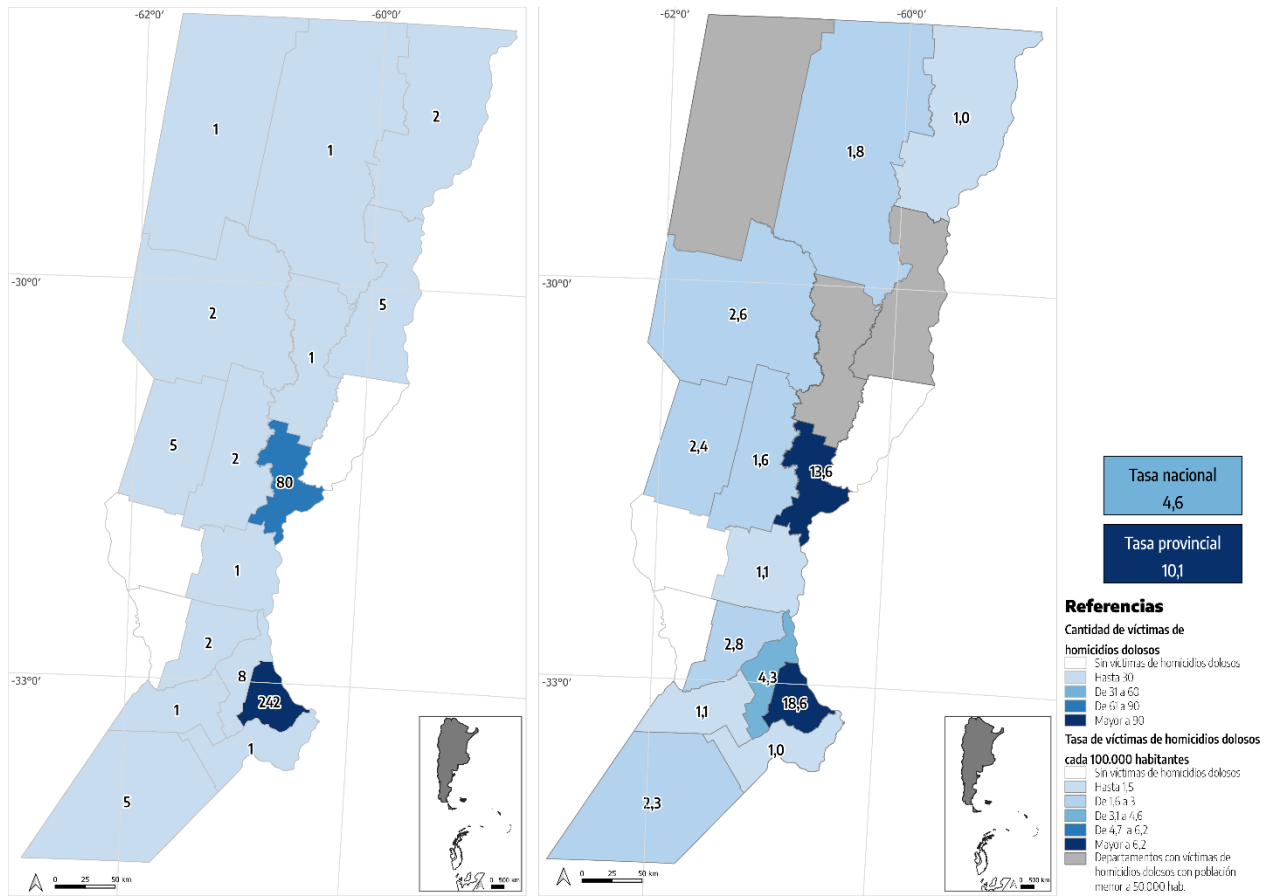 -62°0'
-60°0'
1
1
2
-30°0'
2
5
1
5
2
80
1
2
-33°0'
8
242
1
1
5
0
25
50 km
0
500 km
-62°0'
-60°0'
1,8
1,0
-30°0'
2,6
2,4
1,6
13,6
1,1
2,8
-33°0'
4,3
18,6
1,1
1,0
2,3
0
25
50 km
0
500 km
Tasa nacional
4,6
Tasa provincial
10,1
Referencias
Cantidad de víctimas de
homicidios dolosos
Sin víctimas de homicidios dolosos
Hasta 30
De 31 a 60
De 61 a 90
Mayor a 90
Tasa de víctimas de homicidios dolosos
cada 100.000 habitantes
Sin víctimas de homicidios dolosos
Hasta 1,5
De 1,6 a 3
De 3,1 a 4,6
De 4,7 a 6,2
Mayor a 6,2
Departamentos con víctimas de
homicidios dolosos con población
menor a 50.000 hab.